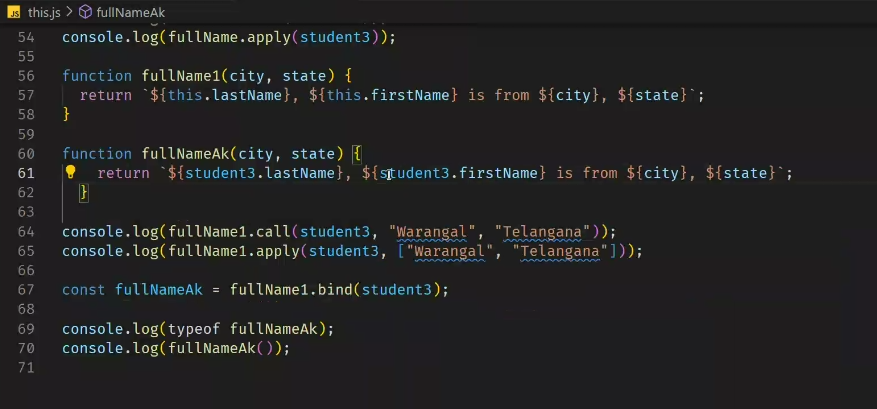 JS this.js > fullNameAk
54 console.log(fullName.apply(student3));
55
56 function fullName1(city, state) {
57   return `${this.lastName}, ${this.firstName} is from ${city}, ${state}`;
58 }
59
60 function fullNameAk(city, state) {
61     return `${student3.lastName}, ${student3.firstName} is from ${city}, ${state}`;
62   }
63
64 console.log(fullName1.call(student3, "Warangal", "Telangana"));
65 console.log(fullName1.apply(student3, ["Warangal", "Telangana"]));
66
67 const fullNameAk = fullName1.bind(student3);
68
69 console.log(typeof fullNameAk);
70 console.log(fullNameAk());
71